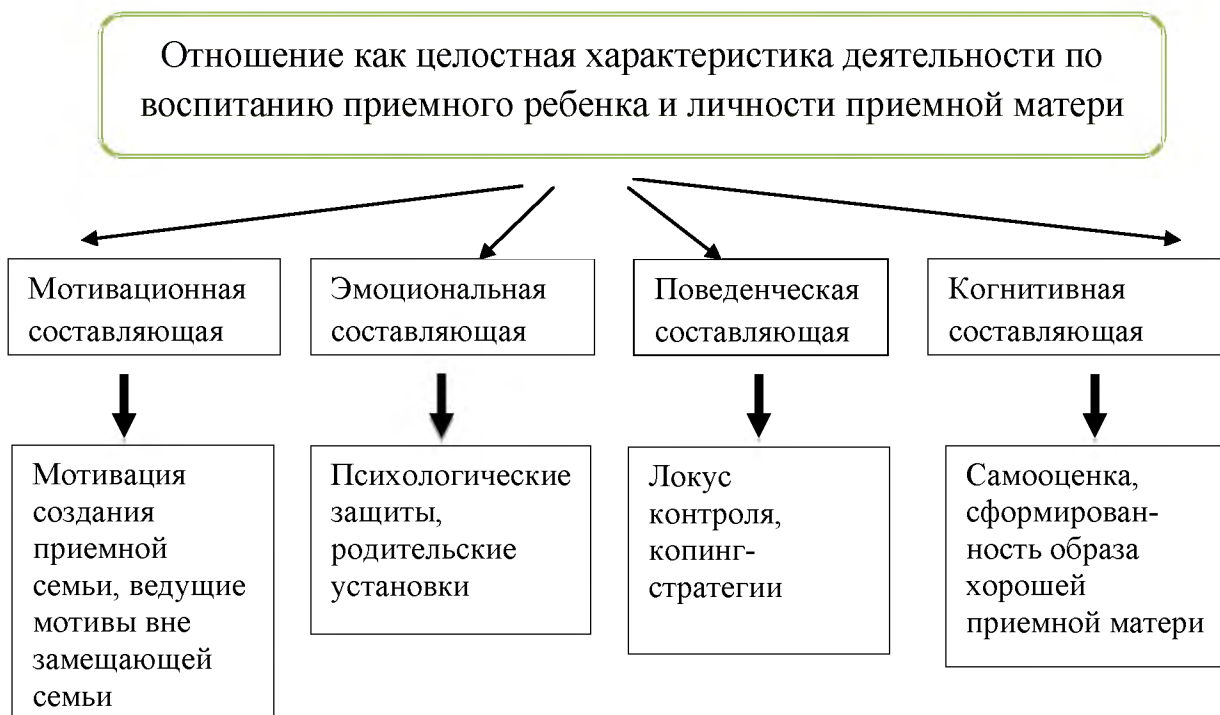 Отношение как целостная характеристика деятельности по
воспитанию приемного ребенка и личности приемной матери
Мотивационная
составляющая
Эмоциональная
составляющая
Поведенческая
составляющая
Когнитивная
составляющая
Мотивация
создания
приемной
семьи, ведущие
мотивы вне
замещающей
семьи
Психологические
защиты,
родительские
установки
Локус
контроля,
копинг-
стратегии
Самооценка,
сформирован-
ность образа
хорошей
приемной матери